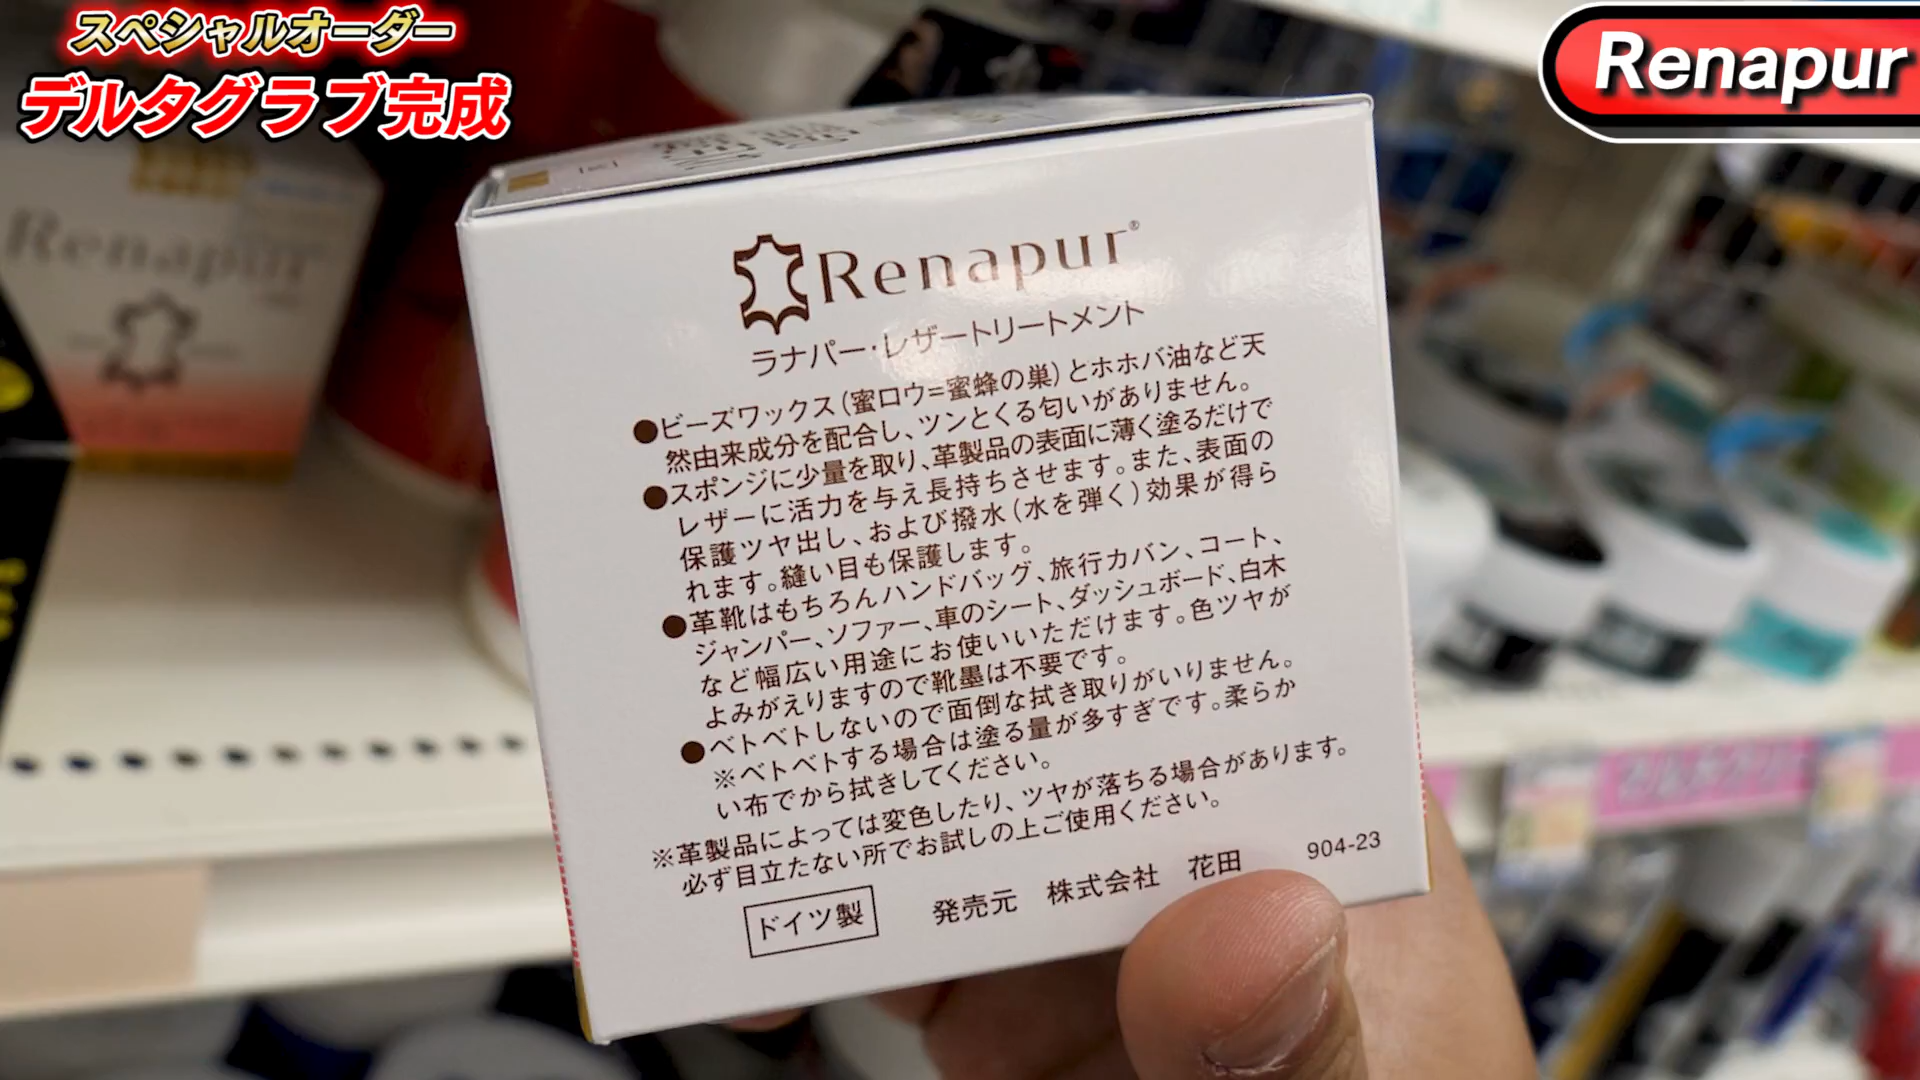 スペシャルオーダー
デルタグラブ完成
Renapur
Renapur
Renapur®
ラナパー・レザートリートメント
●ビーズワックス(蜜ロウ=蜜蜂の巣)とホホバ油など天
然由来成分を配合し、ツンとくる匂いがありません。
●スポンジに少量を取り、革製品の表面に薄く塗るだけで
レザーに活力を与え長持ちさせます。また、表面の
保護ツヤ出し、および撥水(水を弾く)効果が得ら
れます。縫い目も保護します。
●革靴はもちろんハンドバッグ、旅行カバン、コート、
ジャンパー、ソファー、車のシート、ダッシュボード、白木
など幅広い用途にお使いいただけます。色ツヤが
よみがえりますので靴墨は不要です。
●ベトベトしないので面倒な拭き取りがいりません。
※ベトベトする場合は塗る量が多すぎです。柔らか
い布でから拭きしてください。
※革製品によっては変色したり、ツヤが落ちる場合があります。
必ず目立たない所でお試しの上ご使用ください。
ドイツ製 発売元 株式会社 花田 904-23